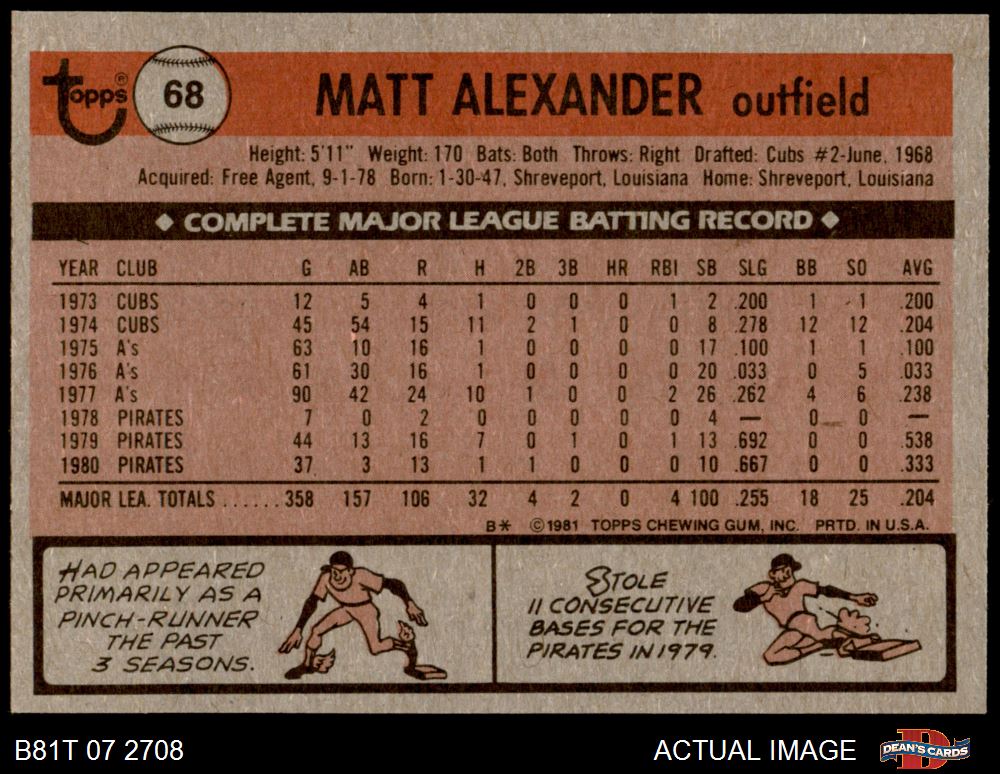 Topps® 68 MATT ALEXANDER outfield
Height: 5'11" Weight: 170 Bats: Both Throws: Right Drafted: Cubs #2-June, 1968
Acquired: Free Agent, 9-1-78 Born: 1-30-47, Shreveport, Louisiana Home: Shreveport, Louisiana
◆ COMPLETE MAJOR LEAGUE BATTING RECORD ◆
YEAR CLUB G AB R H 2B 3B HR RBI SB SLG BB SO AVG
1973 CUBS 12 5 4 1 0 0 0 1 2 .200 1 1 .200
1974 CUBS 45 54 15 11 2 1 0 0 8 .278 12 12 .204
1975 A's 63 10 16 1 0 0 0 0 17 .100 1 1 .100
1976 A's 61 30 16 1 0 0 0 0 20 .033 0 5 .033
1977 A's 90 42 24 10 1 0 0 2 26 .262 4 6 .238
1978 PIRATES 7 0 2 0 0 0 0 0 4 — 0 0 —
1979 PIRATES 44 13 16 7 0 1 0 1 13 .692 0 0 .538
1980 PIRATES 37 3 13 1 1 0 0 0 10 .667 0 0 .333
MAJOR LEA. TOTALS ...... 358 157 106 32 4 2 0 4 100 .255 18 25 .204
B* ©1981 TOPPS CHEWING GUM, INC. PRTD. IN U.S.A.
HAD APPEARED
PRIMARILY AS A
PINCH-RUNNER
THE PAST
3 SEASONS.
STOLE
11 CONSECUTIVE
BASES FOR THE
PIRATES IN 1979.
B81T 07 2708 ACTUAL IMAGE DEAN'S CARDS